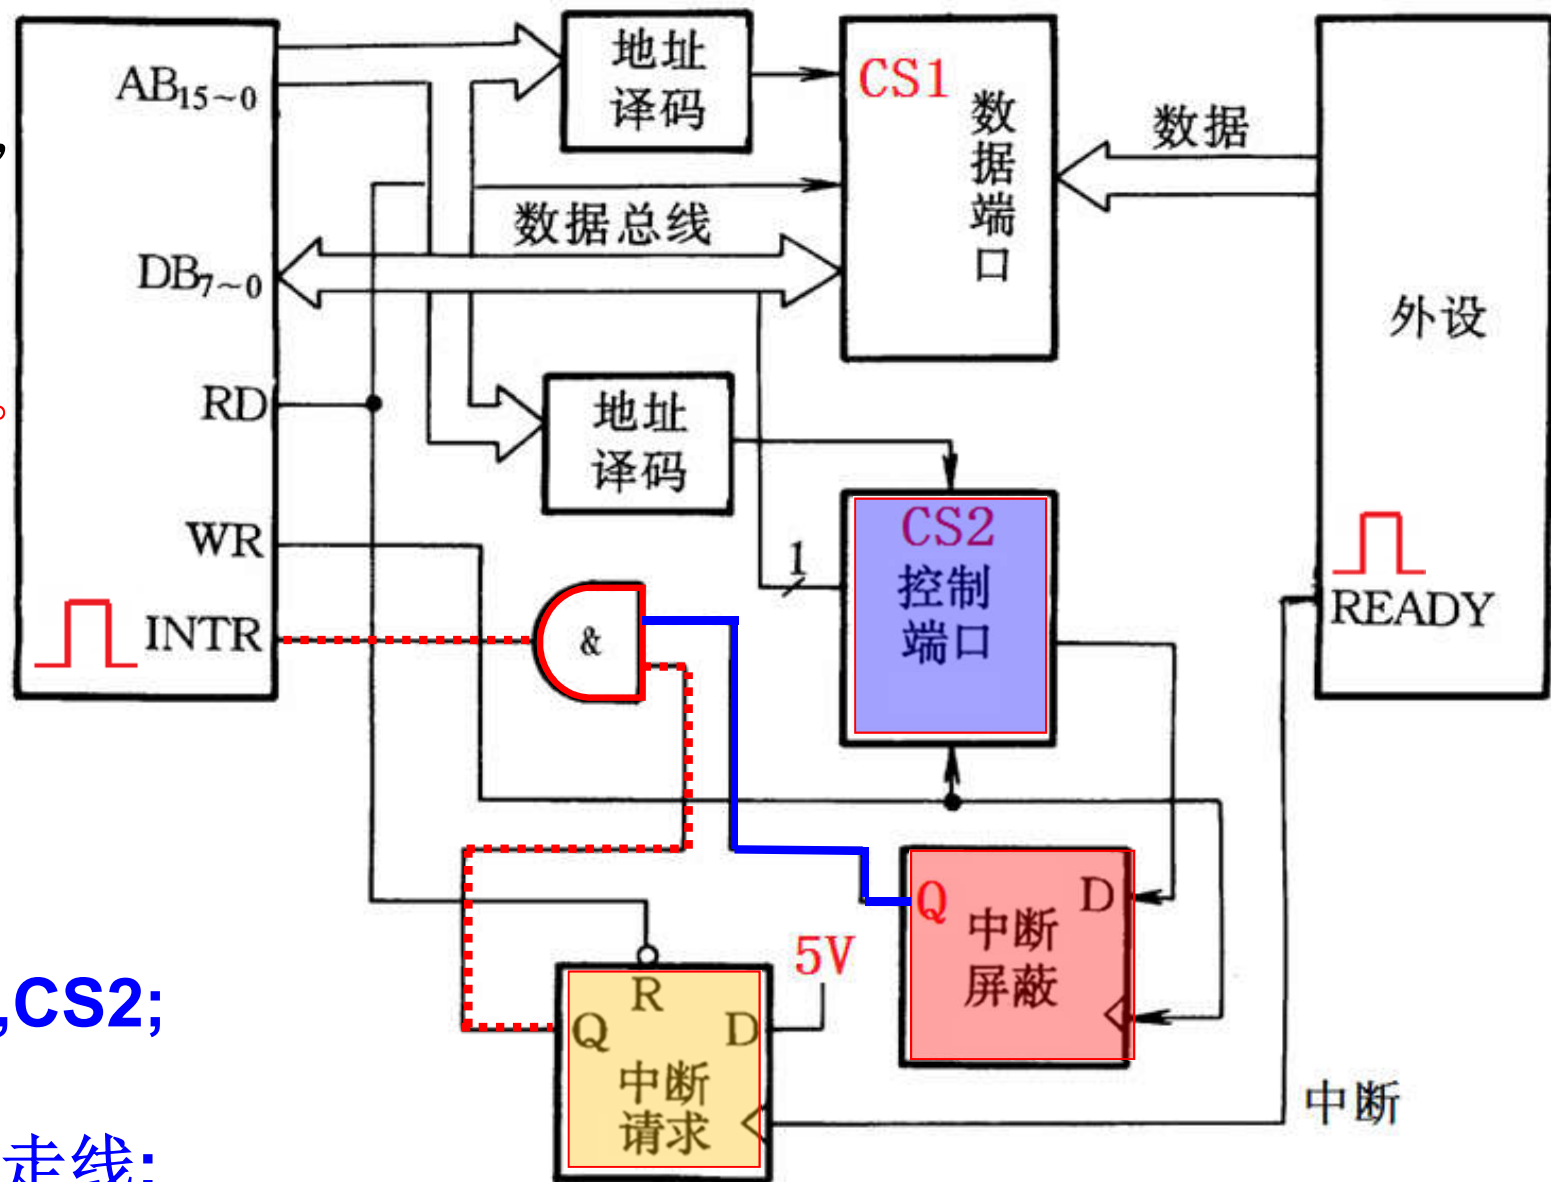 地址
译码
CS1
AB15~0
数据端口
数据
,
数据总线
DB7~0
外设
RD
。
地址
译码
CS2
WR
1
控制
端口
INTR
&
READY
Q
D
中断
屏蔽
5V
,CS2;
R
Q
D
中断
请求
中断
走线;